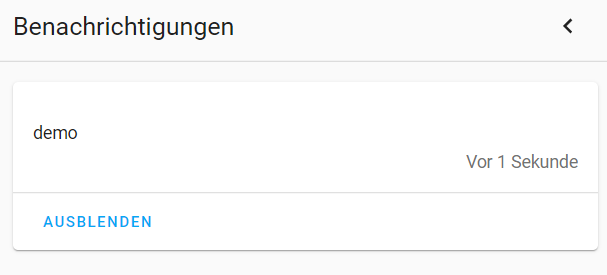 Benachrichtigungen
demo
Vor 1 Sekunde
AUSBLENDEN